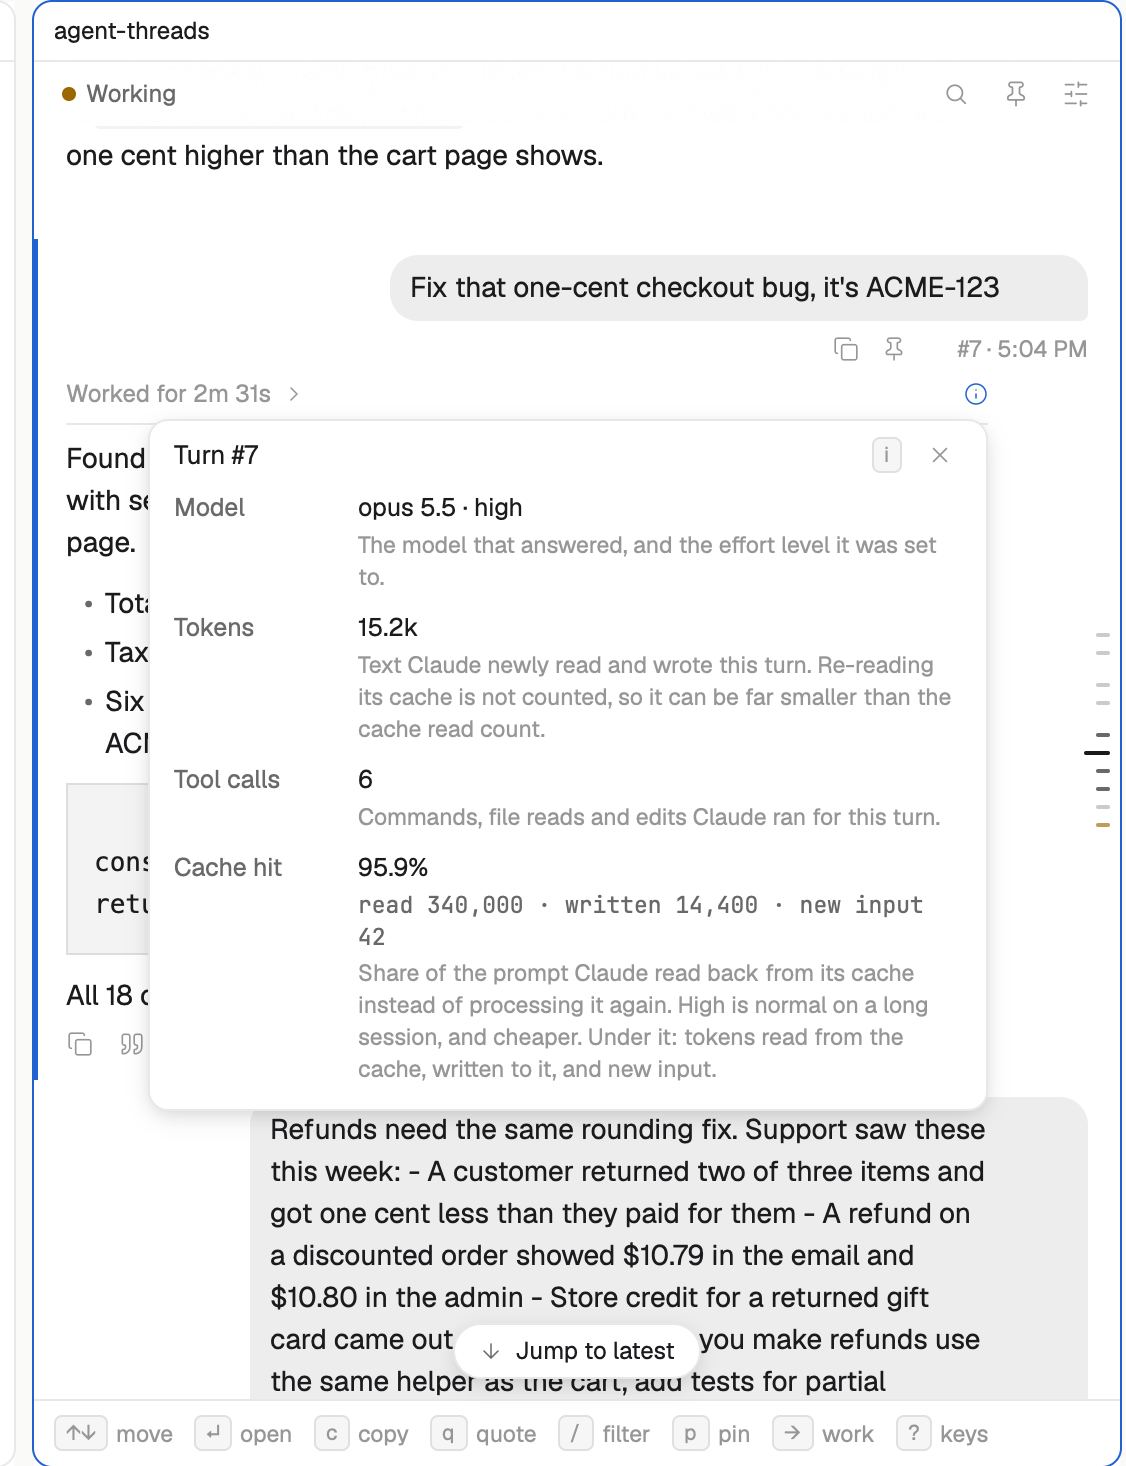 agent-threads
Working
one cent higher than the cart page shows.
Fix that one-cent checkout bug, it's ACME-123
#7 · 5:04 PM
Worked for 2m 31s
Found
with se
page.
Turn #7
i
Model
opus 5.5 · high
The model that answered, and the effort level it was set
to.
Tokens
15.2k
Text Claude newly read and wrote this turn. Re-reading
its cache is not counted, so it can be far smaller than the
cache read count.
Tool calls
6
Commands, file reads and edits Claude ran for this turn.
Cache hit
95.9%
read 340,000 · written 14,400 · new input
42
Share of the prompt Claude read back from its cache
instead of processing it again. High is normal on a long
session, and cheaper. Under it: tokens read from the
cache, written to it, and new input.
• Tota
• Tax
• Six
ACM
cons
retu
All 18
Refunds need the same rounding fix. Support saw these
this week: - A customer returned two of three items and
got one cent less than they paid for them - A refund on
a discounted order showed $10.79 in the email and
$10.80 in the admin - Store credit for a returned gift
card came out you make refunds use
Jump to latest
the same helper as the cart, add tests for partial
↑↓ move ↵ open c copy q quote / filter p pin → work ? keys